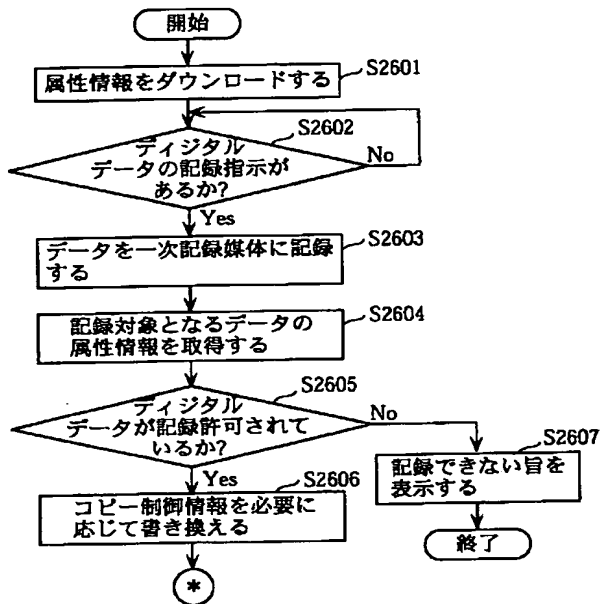 開始
属性情報をダウンロードする
S2601
S2602
ディジタル
データの記録指示が
あるか?
No
Yes
S2603
データを一次記録媒体に記録
する
S2604
記録対象となるデータの
属性情報を取得する
S2605
ディジタル
データが記録許可されて
いるか?
No
Yes
S2606
コピー制御情報を必要に
応じて書き換える
S2607
記録できない旨を
表示する
終了
*